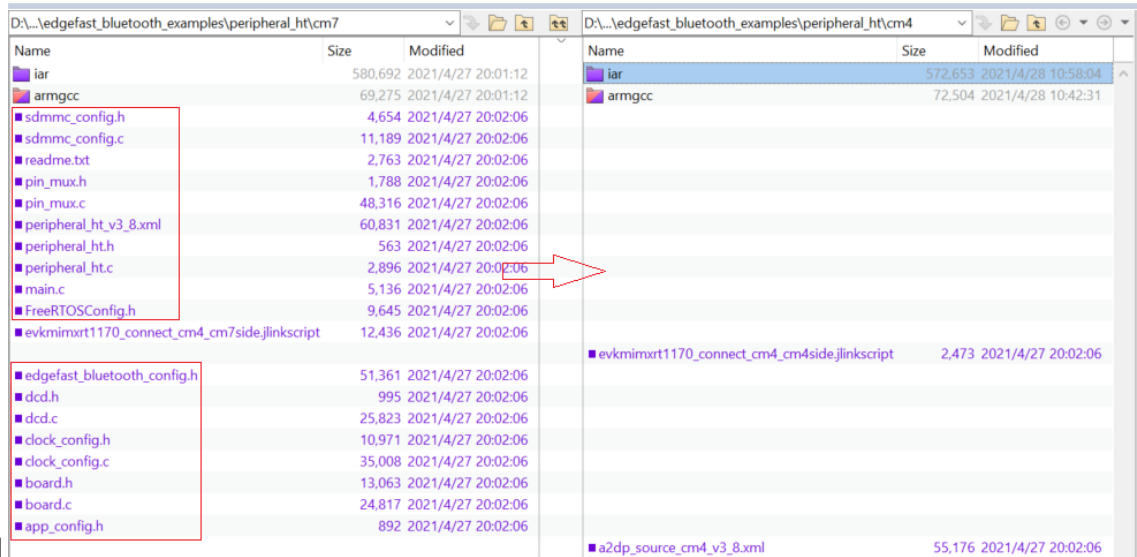 D:\...\edgefast_bluetooth_examples\peripheral_ht\cm7 D:\...\edgefast_bluetooth_examples\peripheral_ht\cm4
Name Size Modified Name Size Modified
iar 580,692 2021/4/27 20:01:12 iar 572,653 2021/4/28 10:58:04
armgcc 69,275 2021/4/27 20:01:12 armgcc 72,504 2021/4/28 10:42:31
sdmmc_config.h 4,654 2021/4/27 20:02:06
sdmmc_config.c 11,189 2021/4/27 20:02:06
readme.txt 2,763 2021/4/27 20:02:06
pin_mux.h 1,788 2021/4/27 20:02:06
pin_mux.c 48,316 2021/4/27 20:02:06
peripheral_ht_v3_8.xml 60,831 2021/4/27 20:02:06
peripheral_ht.h 563 2021/4/27 20:02:06
peripheral_ht.c 2,896 2021/4/27 20:02:06
main.c 5,136 2021/4/27 20:02:06
FreeRTOSConfig.h 9,645 2021/4/27 20:02:06
evkmimxrt1170_connect_cm4_cm7side.jlinkscript 12,436 2021/4/27 20:02:06
evkmimxrt1170_connect_cm4_cm4side.jlinkscript 2,473 2021/4/27 20:02:06
edgefast_bluetooth_config.h 51,361 2021/4/27 20:02:06
dcd.h 995 2021/4/27 20:02:06
dcd.c 25,823 2021/4/27 20:02:06
clock_config.h 10,971 2021/4/27 20:02:06
clock_config.c 35,008 2021/4/27 20:02:06
board.h 13,063 2021/4/27 20:02:06
board.c 24,817 2021/4/27 20:02:06
app_config.h 892 2021/4/27 20:02:06
a2dp_source_cm4_v3_8.xml 55,176 2021/4/27 20:02:06